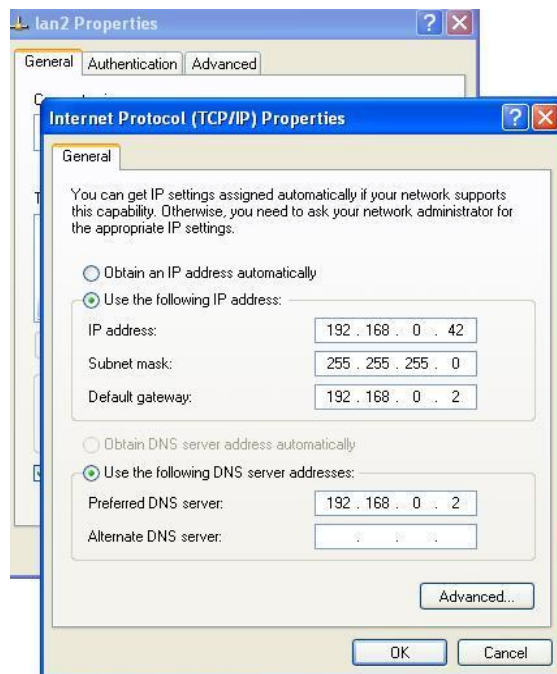 lan2 Properties
General Authentication Advanced
Internet Protocol (TCP/IP) Properties
General
You can get IP settings assigned automatically if your network supports
this capability. Otherwise, you need to ask your network administrator for
the appropriate IP settings.
Obtain an IP address automatically
Use the following IP address:
IP address: 192 . 168 . 0 . 42
Subnet mask: 255 . 255 . 255 . 0
Default gateway: 192 . 168 . 0 . 2
Obtain DNS server address automatically
Use the following DNS server addresses:
Preferred DNS server: 192 . 168 . 0 . 2
Alternate DNS server: . . .
Advanced...
OK Cancel